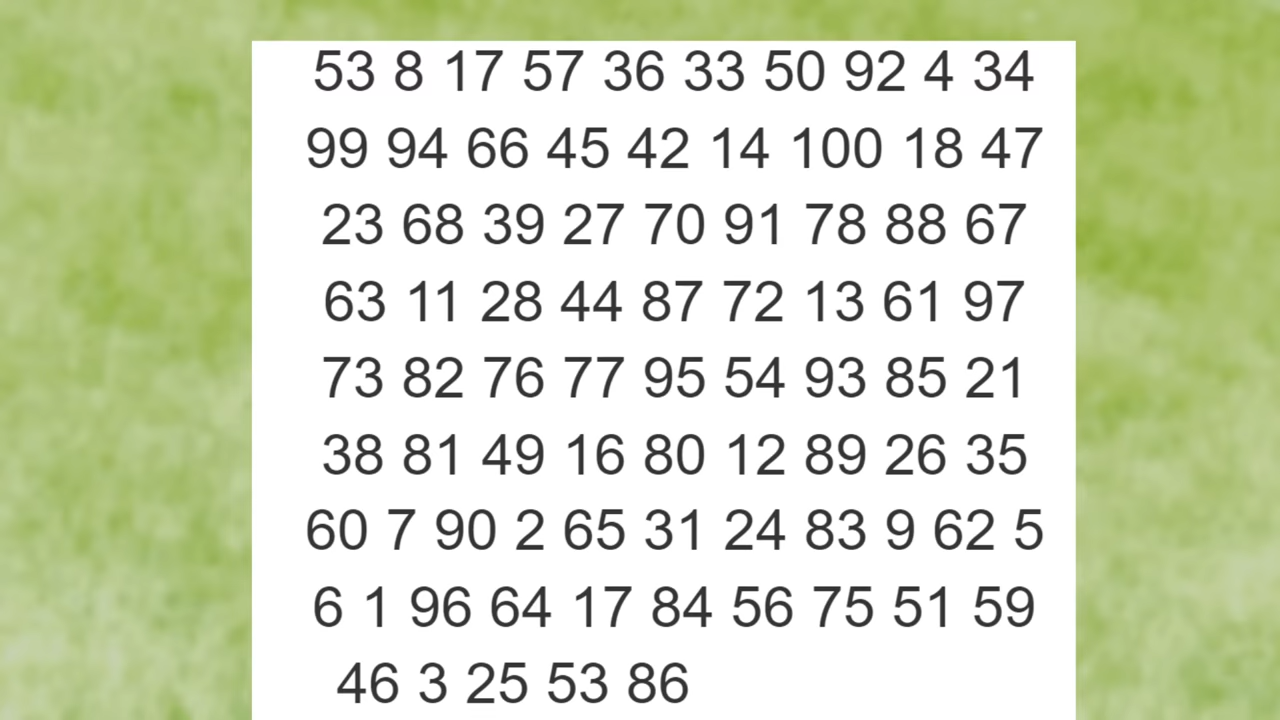 53 8 17 57 36 33 50 92 4 34
99 94 66 45 42 14 100 18 47
23 68 39 27 70 91 78 88 67
63 11 28 44 87 72 13 61 97
73 82 76 77 95 54 93 85 21
38 81 49 16 80 12 89 26 35
60 7 90 2 65 31 24 83 9 62 5
6 1 96 64 17 84 56 75 51 59
46 3 25 53 86